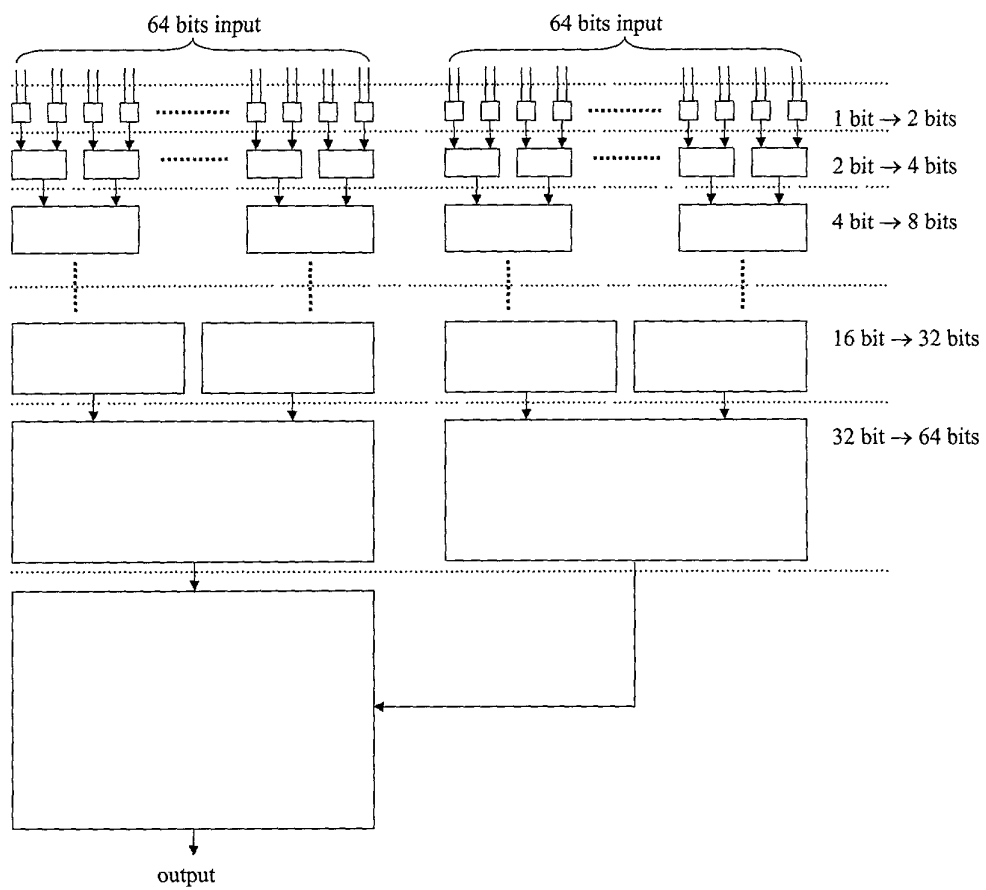 64 bits input
64 bits input
1 bit → 2 bits
2 bit → 4 bits
4 bit → 8 bits
16 bit → 32 bits
32 bit → 64 bits
output